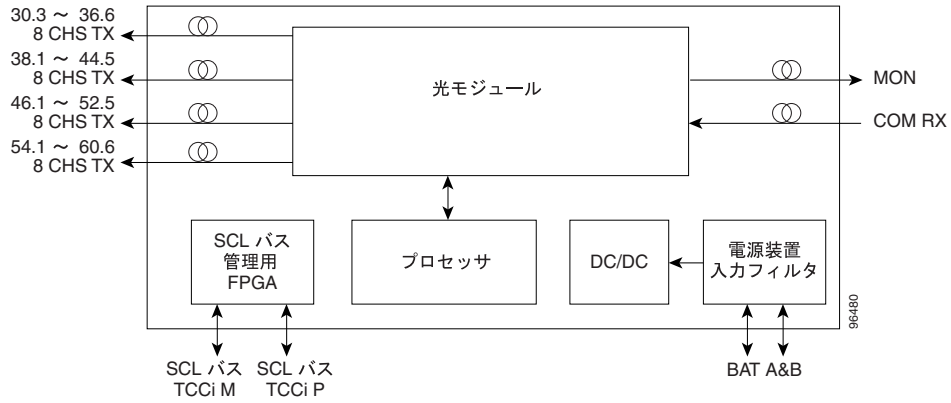 30.3 ～ 36.6
8 CHS TX
38.1 ～ 44.5
8 CHS TX
46.1 ～ 52.5
8 CHS TX
54.1 ～ 60.6
8 CHS TX
光モジュール
MON
COM RX
SCL バス
管理用
FPGA
プロセッサ
DC/DC
電源装置
入力フィルタ
96480
SCL バス
TCCi M
SCL バス
TCCi P
BAT A&B